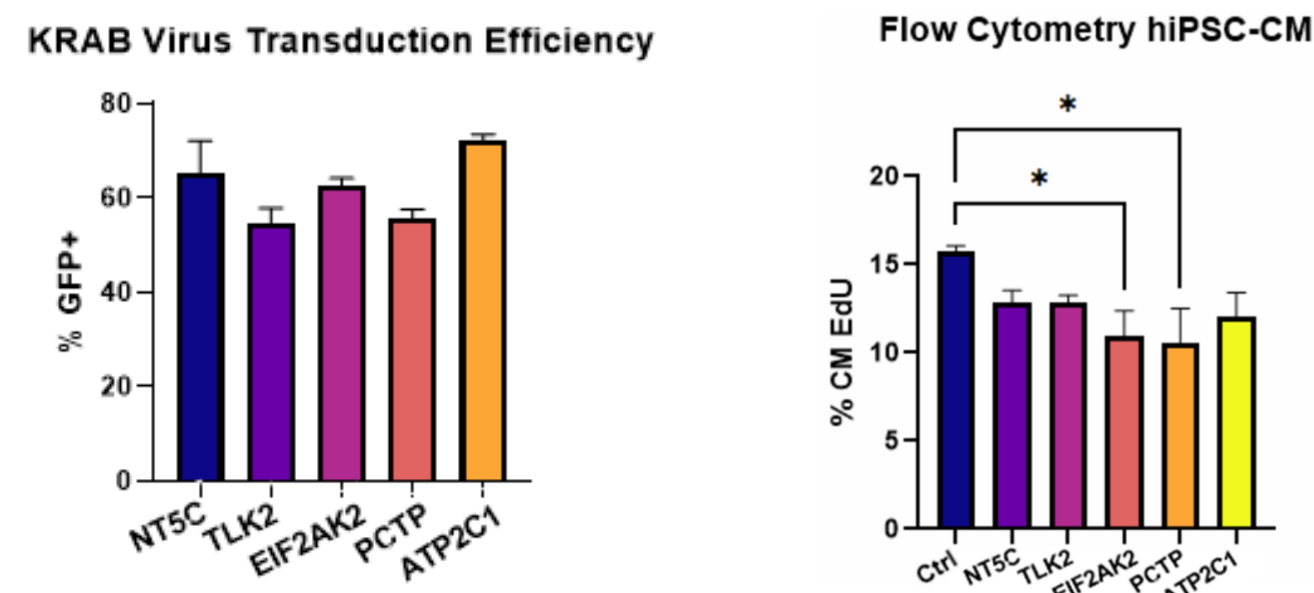 KRAB Virus Transduction Efficiency
% GFP+
80
60
40
20
0
NT5C
TLK2
EIF2AK2
PCTP
ATP2C1
Flow Cytometry hiPSC-CM
% CM EdU
*
*
20
15
10
5
0
Ctrl
NT5C
TLK2
EIF2AK2
PCTP
ATP2C1